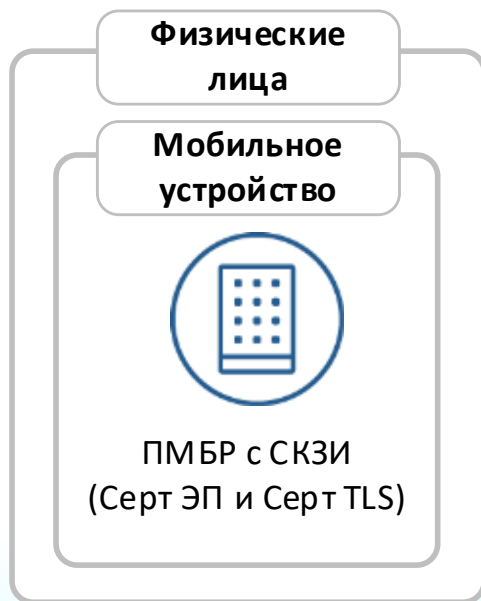 Физические
лица
Мобильное
устройство
ПМБР с СКЗИ
(Серт ЭП и Серт TLS)